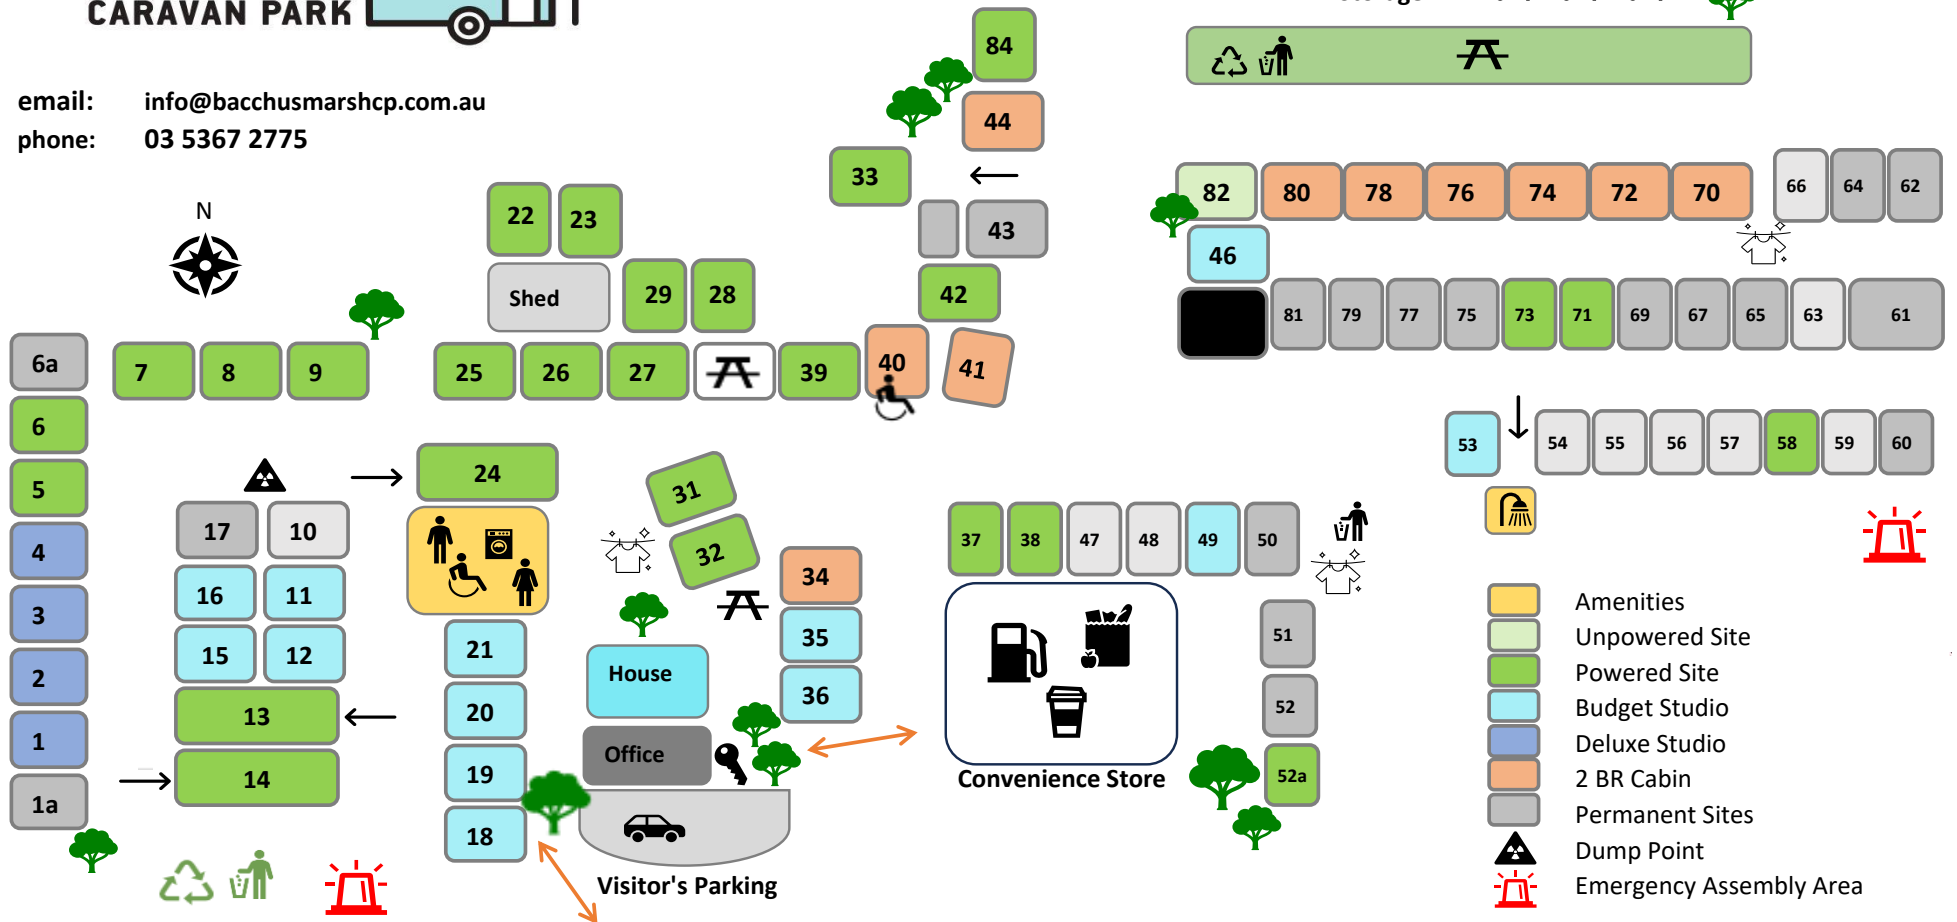 CARAVAN PARK
email: info@bacchusmarshcp.com.au
phone: 03 5367 2775
N
84
44
33
43
42
40
41
22 23
Shed
29 28
25 26 27 39
7 8 9
6a
6
5
4
3
2
1
1a
17 10
16 11
15 12
13
14
24
21
20
19
18
31
32
34
35
36
House
Office
Visitor's Parking
37 38 47 48 49 50
Convenience Store
51
52
52a
82 80 78 76 74 72 70 66 64 62
46
81 79 77 75 73 71 69 67 65 63 61
53 54 55 56 57 58 59 60
Amenities
Unpowered Site
Powered Site
Budget Studio
Deluxe Studio
2 BR Cabin
Permanent Sites
Dump Point
Emergency Assembly Area